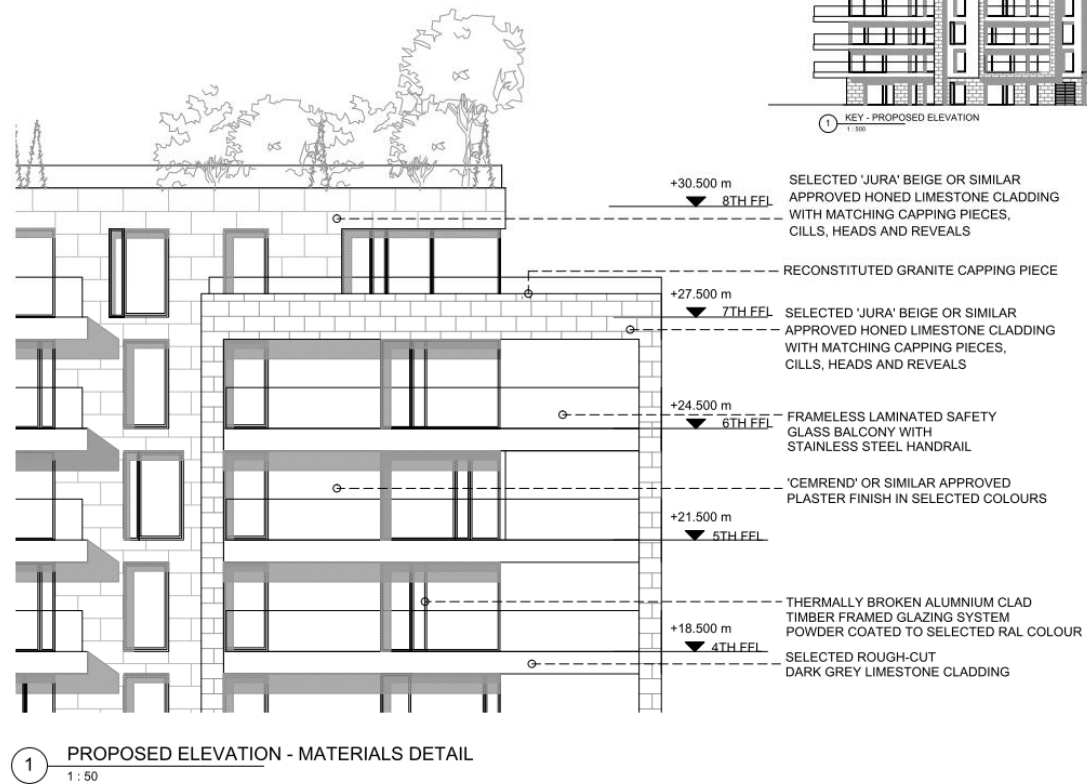 1
KEY - PROPOSED ELEVATION
1 : 500
+30.500 m
8TH FFL
SELECTED 'JURA' BEIGE OR SIMILAR
APPROVED HONED LIMESTONE CLADDING
WITH MATCHING CAPPING PIECES,
CILLS, HEADS AND REVEALS
RECONSTITUTED GRANITE CAPPING PIECE
+27.500 m
7TH FFL
SELECTED 'JURA' BEIGE OR SIMILAR
APPROVED HONED LIMESTONE CLADDING
WITH MATCHING CAPPING PIECES,
CILLS, HEADS AND REVEALS
+24.500 m
6TH FFL
FRAMELESS LAMINATED SAFETY
GLASS BALCONY WITH
STAINLESS STEEL HANDRAIL
'CEMREND' OR SIMILAR APPROVED
PLASTER FINISH IN SELECTED COLOURS
+21.500 m
5TH FFL
THERMALLY BROKEN ALUMNIUM CLAD
TIMBER FRAMED GLAZING SYSTEM
POWDER COATED TO SELECTED RAL COLOUR
+18.500 m
4TH FFL
SELECTED ROUGH-CUT
DARK GREY LIMESTONE CLADDING
1
PROPOSED ELEVATION - MATERIALS DETAIL
1 : 50